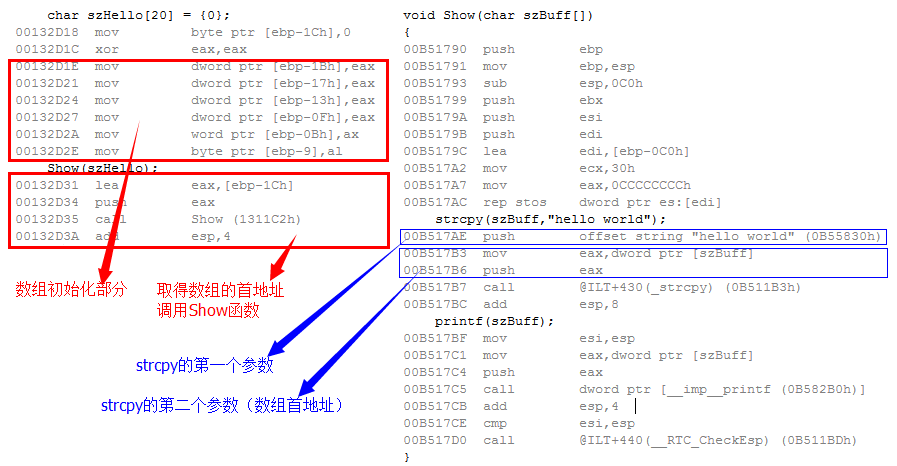 char szHello[20] = {0};
00132D18 mov byte ptr [ebp-1Ch],0
00132D1C xor eax,eax
00132D1E mov dword ptr [ebp-1Bh],eax
00132D21 mov dword ptr [ebp-17h],eax
00132D24 mov dword ptr [ebp-13h],eax
00132D27 mov dword ptr [ebp-0Fh],eax
00132D2A mov word ptr [ebp-0Bh],ax
00132D2E mov byte ptr [ebp-9],al
Show(szHello);
00132D31 lea eax,[ebp-1Ch]
00132D34 push eax
00132D35 call Show (1311C2h)
00132D3A add esp,4
数组初始化部分
取得数组的首地址
调用Show函数
strcpy的第一个参数
strcpy的第二个参数（数组首地址）
void Show(char szBuff[])
{
00B51790 push ebp
00B51791 mov ebp,esp
00B51793 sub esp,0C0h
00B51799 push ebx
00B5179A push esi
00B5179B push edi
00B5179C lea edi,[ebp-0C0h]
00B517A2 mov ecx,30h
00B517A7 mov eax,0CCCCCCCCh
00B517AC rep stos dword ptr es:[edi]
strcpy(szBuff,"hello world");
00B517AE push offset string "hello world" (0B55830h)
00B517B3 mov eax,dword ptr [szBuff]
00B517B6 push eax
00B517B7 call @ILT+430(_strcpy) (0B511B3h)
00B517BC add esp,8
printf(szBuff);
00B517BF mov esi,esp
00B517C1 mov eax,dword ptr [szBuff]
00B517C4 push eax
00B517C5 call dword ptr [__imp__printf (0B582B0h)]
00B517CB add esp,4
00B517CE cmp esi,esp
00B517D0 call @ILT+440(__RTC_CheckEsp) (0B511BDh)
}